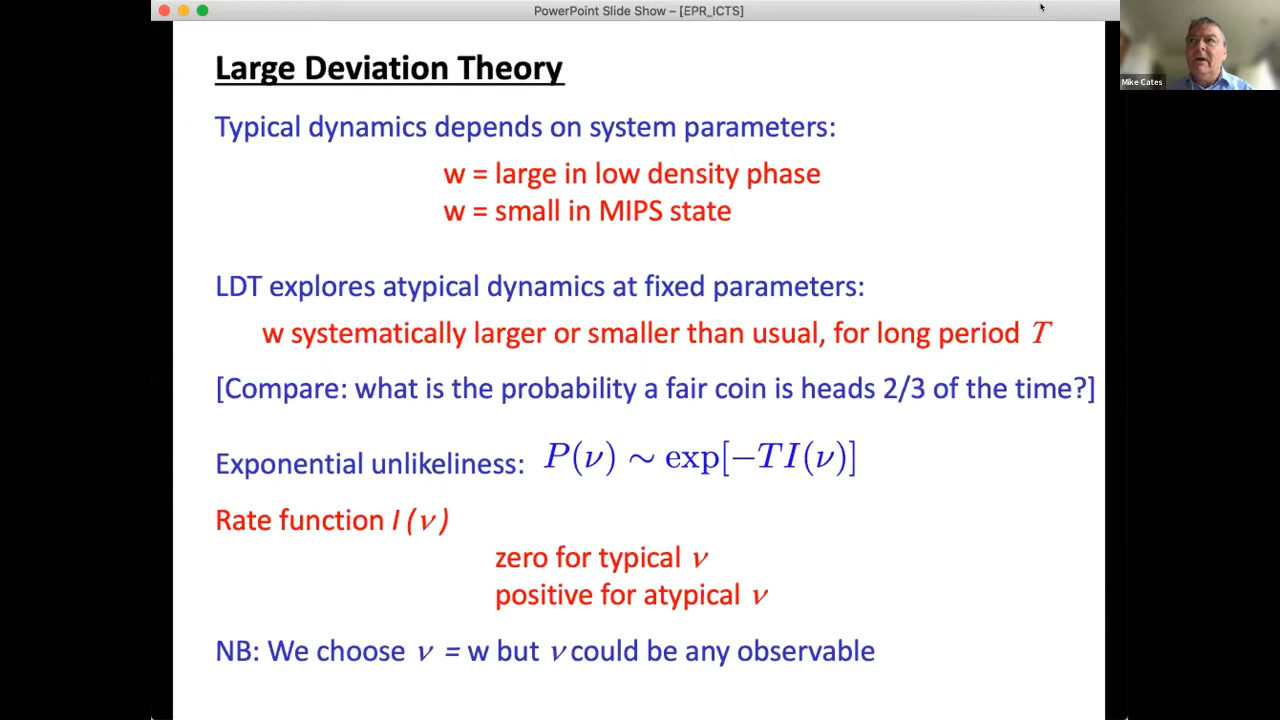 PowerPoint Slide Show – [EPR_ICTS]
Mike Cates
Large Deviation Theory
Typical dynamics depends on system parameters:
w = large in low density phase
w = small in MIPS state
LDT explores atypical dynamics at fixed parameters:
w systematically larger or smaller than usual, for long period T
[Compare: what is the probability a fair coin is heads 2/3 of the time?]
Exponential unlikeliness: P(ν) ∼ exp[−TI(ν)]
Rate function I (ν)
zero for typical ν
positive for atypical ν
NB: We choose ν = w but ν could be any observable